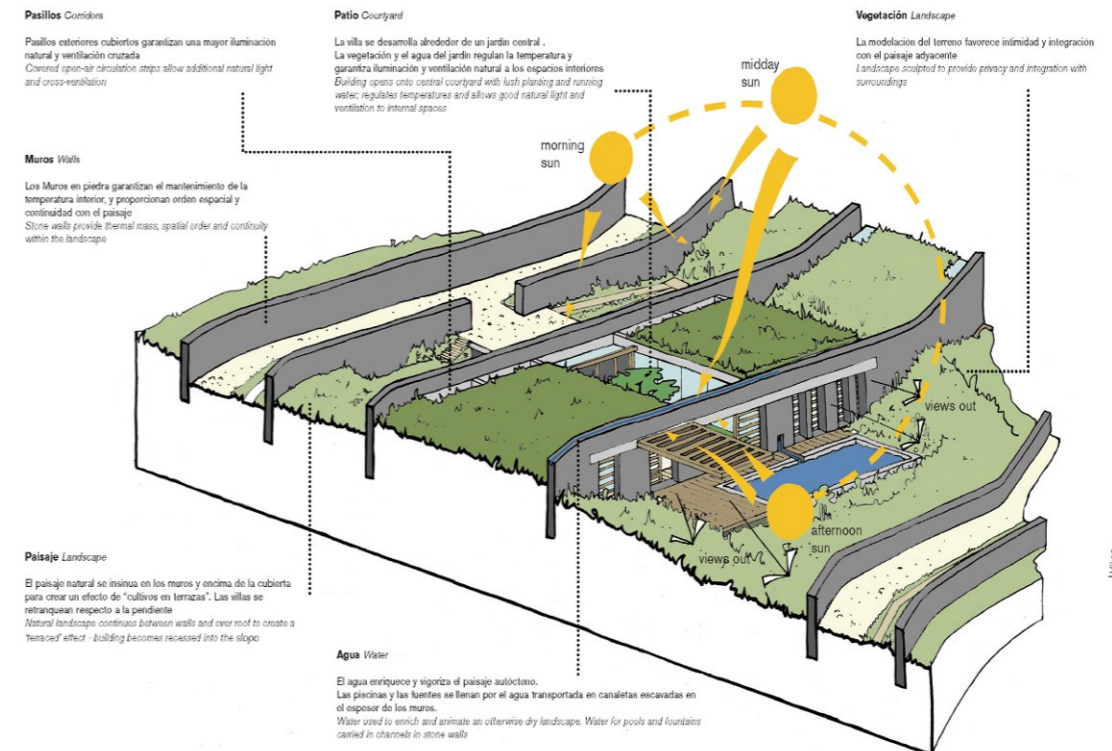 Pasillos Corridors
Pasillos exteriores cubiertos garantizan una mayor iluminación
natural y ventilación cruzada
Covered open-air circulation strips allow additional natural light
and cross-ventilation
Patio Courtyard
La villa se desarrolla alrededor de un jardin central .
La vegetación y el agua del jardin regulan la temperatura y
garantiza iluminación y ventilación natural a los espacios interiores
Building opens onto central courtyard with lush planting and running
water; regulates temperatures and allows good natural light and
ventilation to internal spaces
Vegetación Landscape
La modelación del terreno favorece intimidad y integración
con el paisaje adyacente
Landscape sculpted to provide privacy and integration with
surroundings
midday
sun
morning
sun
Muros Walls
Los Muros en piedra garantizan el mantenimiento de la
temperatura interior, y proporcionan orden espacial y
continuidad con el paisaje
Stone walls provide thermal mass, spatial order and continuity
within the landscape
views out
afternoon
sun
views out
Paisaje Landscape
El paisaje natural se insinua en los muros y encima de la cubierta
para crear un efecto de "cultivos en terrazas". Las villas se
retranquean respecto a la pendiente
Natural landscape continues between walls and over roof to create a
'terraced' effect - building becomes recessed into the slope
Agua Water
El agua enriquece y vigoriza el paisaje autóctono.
Las piscinas y las fuentes se llenan por el agua transportada en canaletas escavadas en
el espesor de los muros.
Water used to enrich and animate an otherwise dry landscape. Water for pools and fountains
carried in channels in stone walls